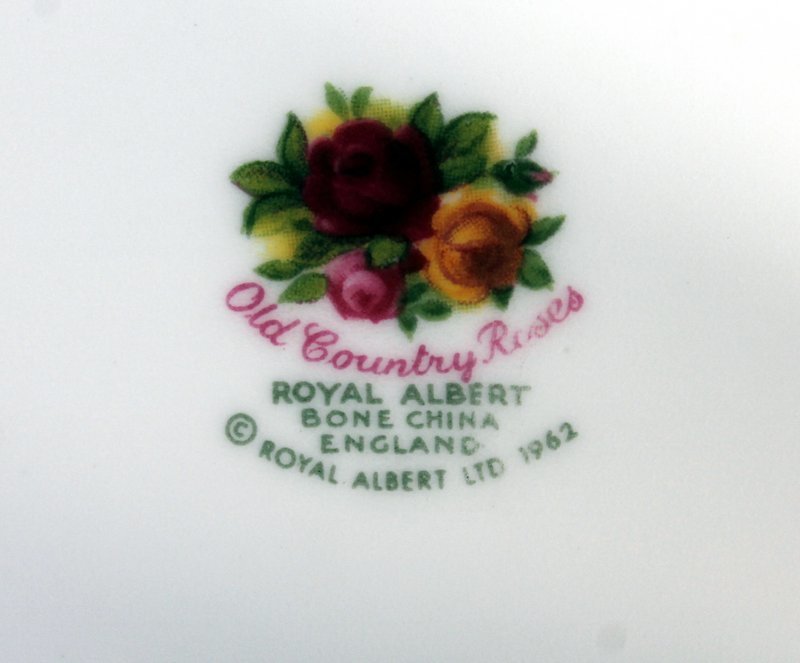 Old Country Roses
ROYAL ALBERT
BONE CHINA
ENGLAND
© ROYAL ALBERT LTD 1962